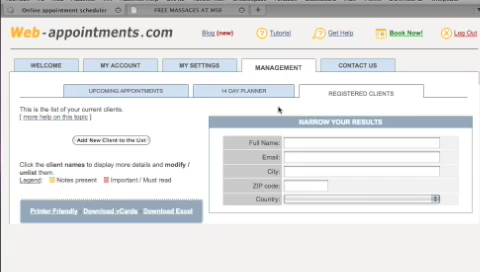 Online appointment scheduler
FREE MASSAGES AT WEB
Web-appointments.com
Blog (new)
Tutorial
Get Help
Book Now!
Log Out
WELCOME
MY ACCOUNT
MY SETTINGS
MANAGEMENT
CONTACT US
UPCOMING APPOINTMENTS
14 DAY PLANNER
REGISTERED CLIENTS
This is the list of your current clients.
[ more help on this topic ]
Add New Client to the List
Click the client names to display more details and modify /
unlist them.
Legend: Notes present Important / Must read
Printer Friendly Download vCards Download Excel
NARROW YOUR RESULTS
Full Name:
Email:
City:
ZIP code:
Country: